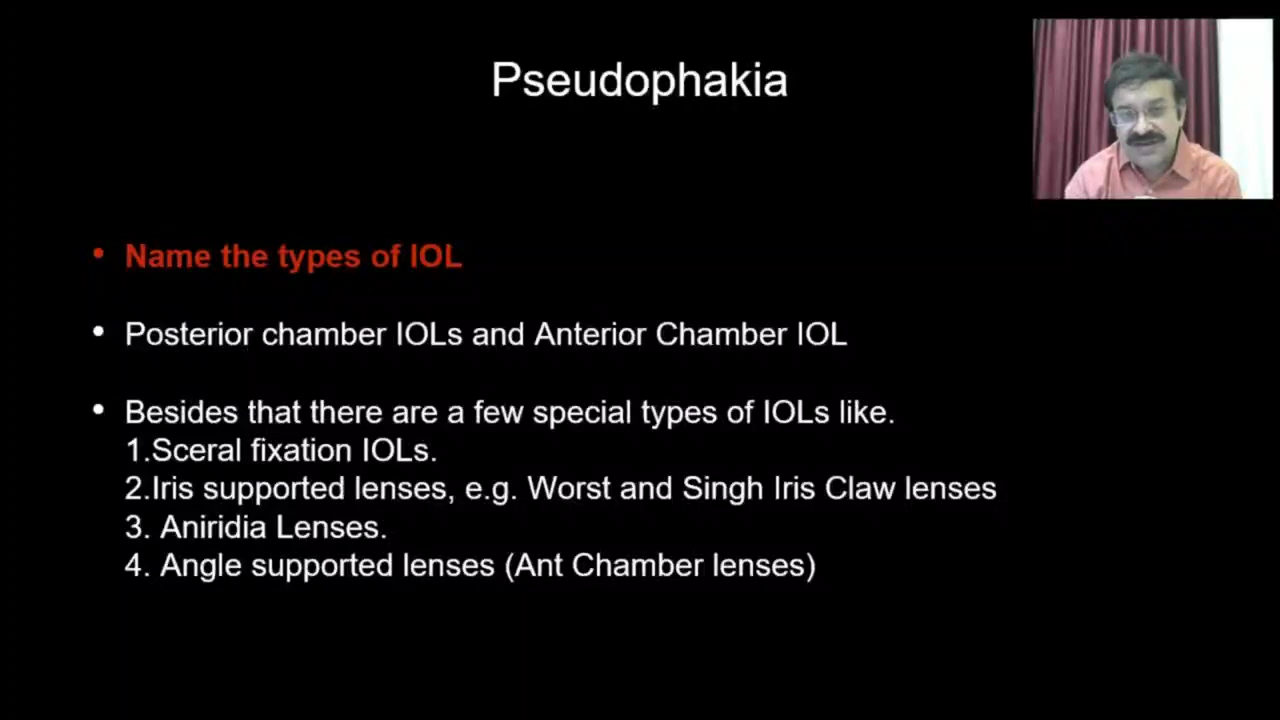 Pseudophakia
• Name the types of IOL
• Posterior chamber IOLs and Anterior Chamber IOL
• Besides that there are a few special types of IOLs like.
1.Sceral fixation IOLs.
2.Iris supported lenses, e.g. Worst and Singh Iris Claw lenses
3. Aniridia Lenses.
4. Angle supported lenses (Ant Chamber lenses)